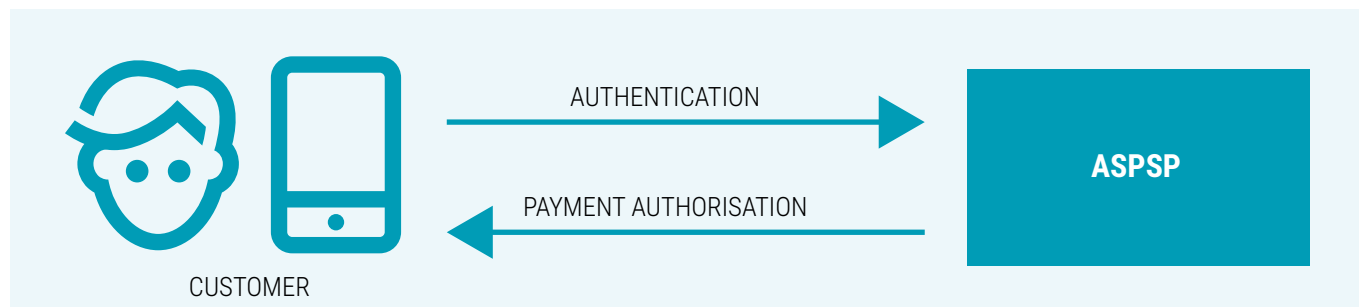 AUTHENTICATION
ASPSP
PAYMENT AUTHORISATION
CUSTOMER